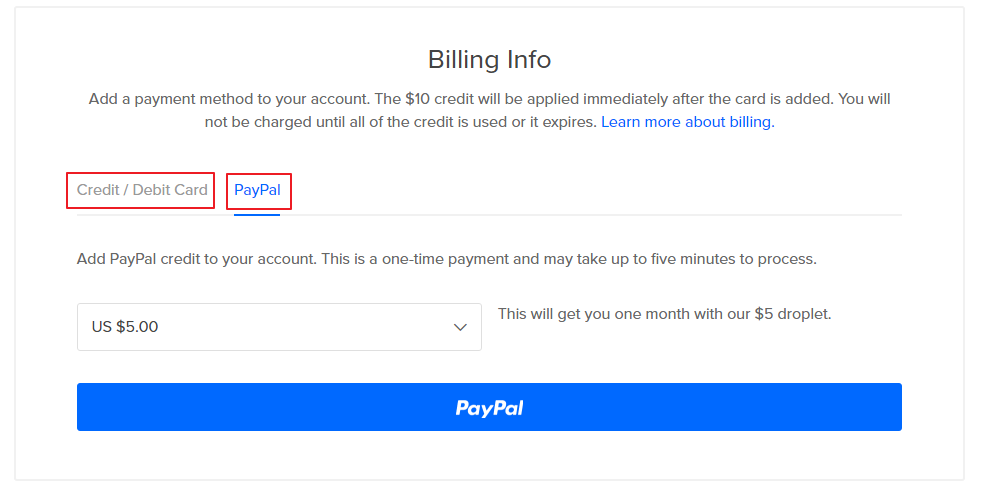 Billing Info
Add a payment method to your account. The $10 credit will be applied immediately after the card is added. You will
not be charged until all of the credit is used or it expires. Learn more about billing.
Credit / Debit Card PayPal
Add PayPal credit to your account. This is a one-time payment and may take up to five minutes to process.
US $5.00 This will get you one month with our $5 droplet.
PayPal